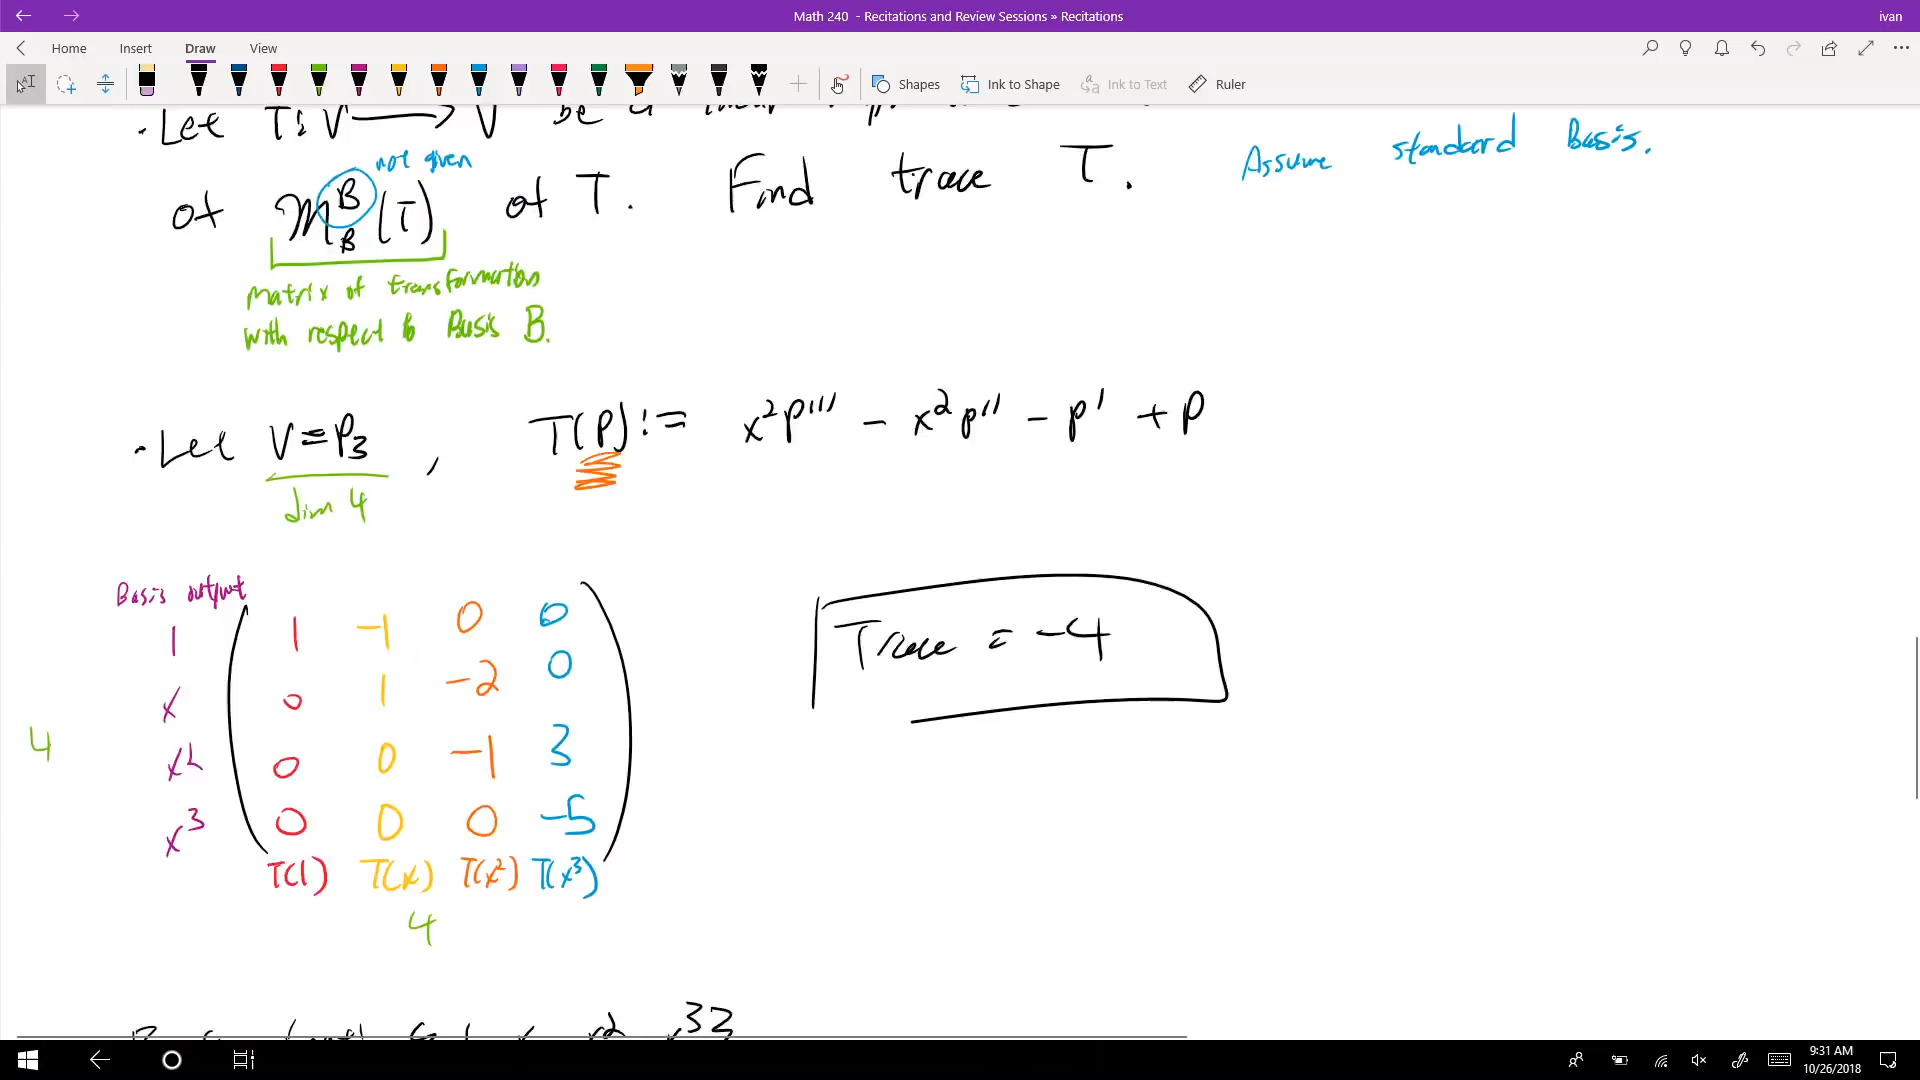 Math 240 - Recitations and Review Sessions » Recitations
ivan
Home Insert Draw View
Shapes Ink to Shape Ink to Text Ruler
. Let T: V → V be a
Assume standard Basis.
not given
of M B B (T) of T. Find trace T.
matrix of transformation
with respect to Basis B.
. Let V = P3 , T(P) := x²p''' - x²p'' - p' + p
dim 4
Basis output
1 1 -1 0 0
x 0 1 -2 0
x² 0 0 -1 3
x³ 0 0 0 -5
T(1) T(x) T(x²) T(x³)
4
4
Trace = -4
9:31 AM
10/26/2018